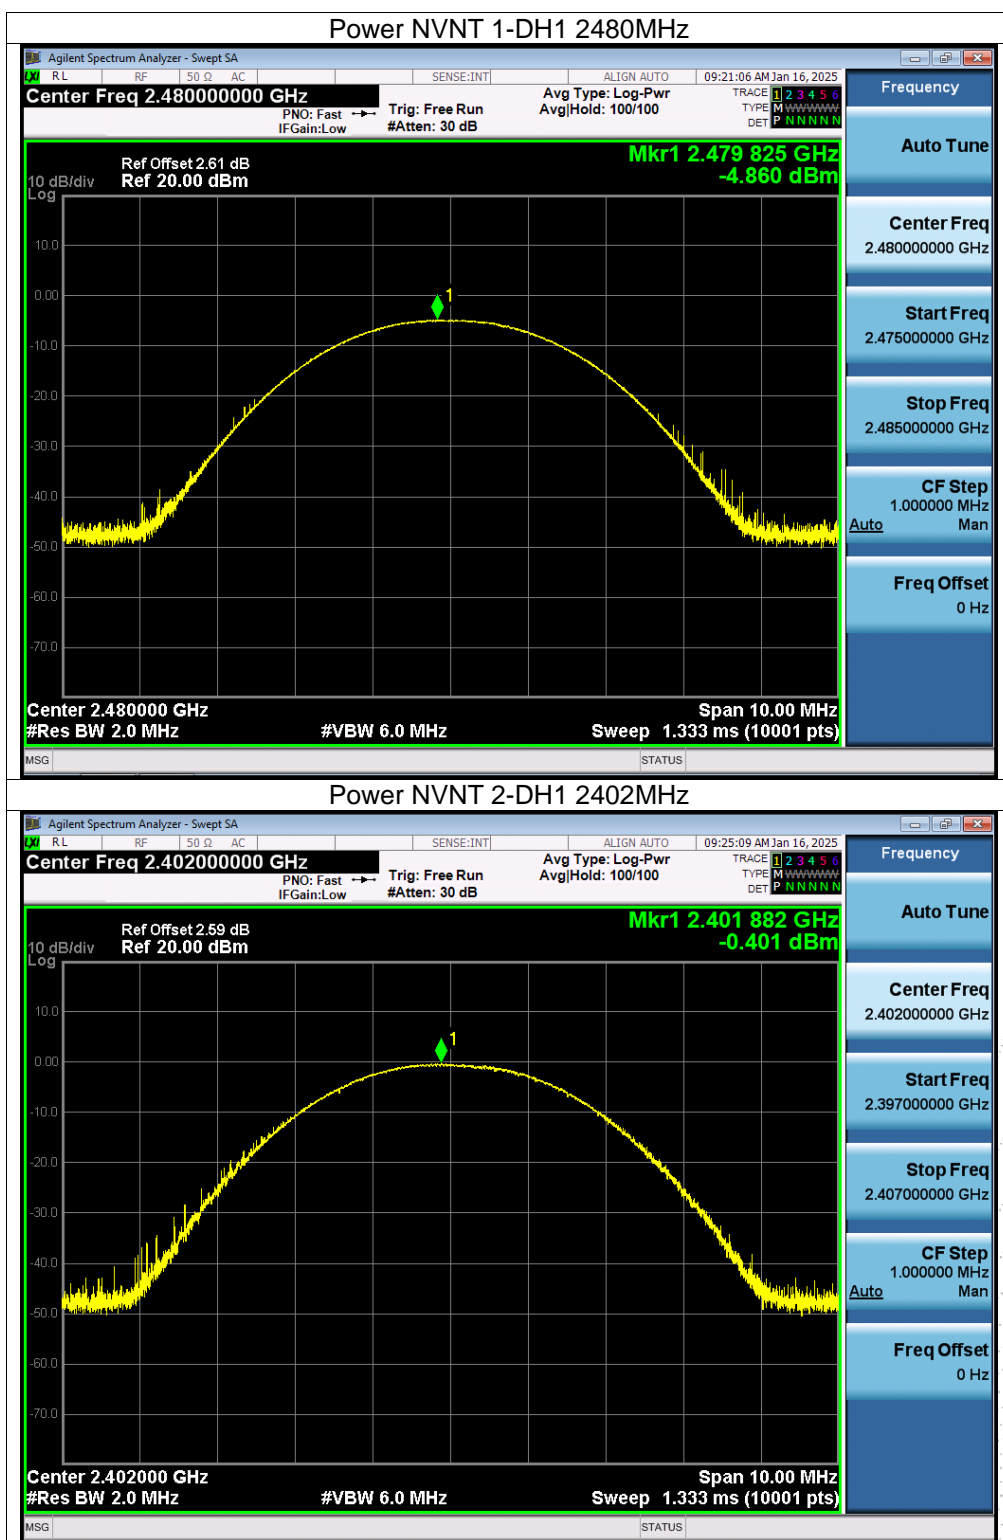 Power NVNT 1-DH1 2480MHz
Agilent Spectrum Analyzer - Swept SA
LXI RL RF 50 Ω AC SENSE:INT ALIGN AUTO 09:21:06 AM Jan 16, 2025
Center Freq 2.480000000 GHz
PNO: Fast
IFGain:Low
Trig: Free Run
#Atten: 30 dB
Avg Type: Log-Pwr
Avg|Hold: 100/100
TRACE 1 2 3 4 5 6
TYPE M WWWWW
DET P N N N N N
Frequency
Mkr1 2.479 825 GHz
-4.860 dBm
Ref Offset 2.61 dB
10 dB/div Ref 20.00 dBm
Log
10.0
0.00
-10.0
-20.0
-30.0
-40.0
-50.0
-60.0
-70.0
1
Center 2.480000 GHz Span 10.00 MHz
#Res BW 2.0 MHz #VBW 6.0 MHz Sweep 1.333 ms (10001 pts)
Auto Tune
Center Freq
2.480000000 GHz
Start Freq
2.475000000 GHz
Stop Freq
2.485000000 GHz
CF Step
1.000000 MHz
Auto Man
Freq Offset
0 Hz
MSG STATUS
Power NVNT 2-DH1 2402MHz
Agilent Spectrum Analyzer - Swept SA
LXI RL RF 50 Ω AC SENSE:INT ALIGN AUTO 09:25:09 AM Jan 16, 2025
Center Freq 2.402000000 GHz
PNO: Fast
IFGain:Low
Trig: Free Run
#Atten: 30 dB
Avg Type: Log-Pwr
Avg|Hold: 100/100
TRACE 1 2 3 4 5 6
TYPE M WWWWW
DET P N N N N N
Frequency
Mkr1 2.401 882 GHz
-0.401 dBm
Ref Offset 2.59 dB
10 dB/div Ref 20.00 dBm
Log
10.0
0.00
-10.0
-20.0
-30.0
-40.0
-50.0
-60.0
-70.0
1
Center 2.402000 GHz Span 10.00 MHz
#Res BW 2.0 MHz #VBW 6.0 MHz Sweep 1.333 ms (10001 pts)
Auto Tune
Center Freq
2.402000000 GHz
Start Freq
2.397000000 GHz
Stop Freq
2.407000000 GHz
CF Step
1.000000 MHz
Auto Man
Freq Offset
0 Hz
MSG STATUS